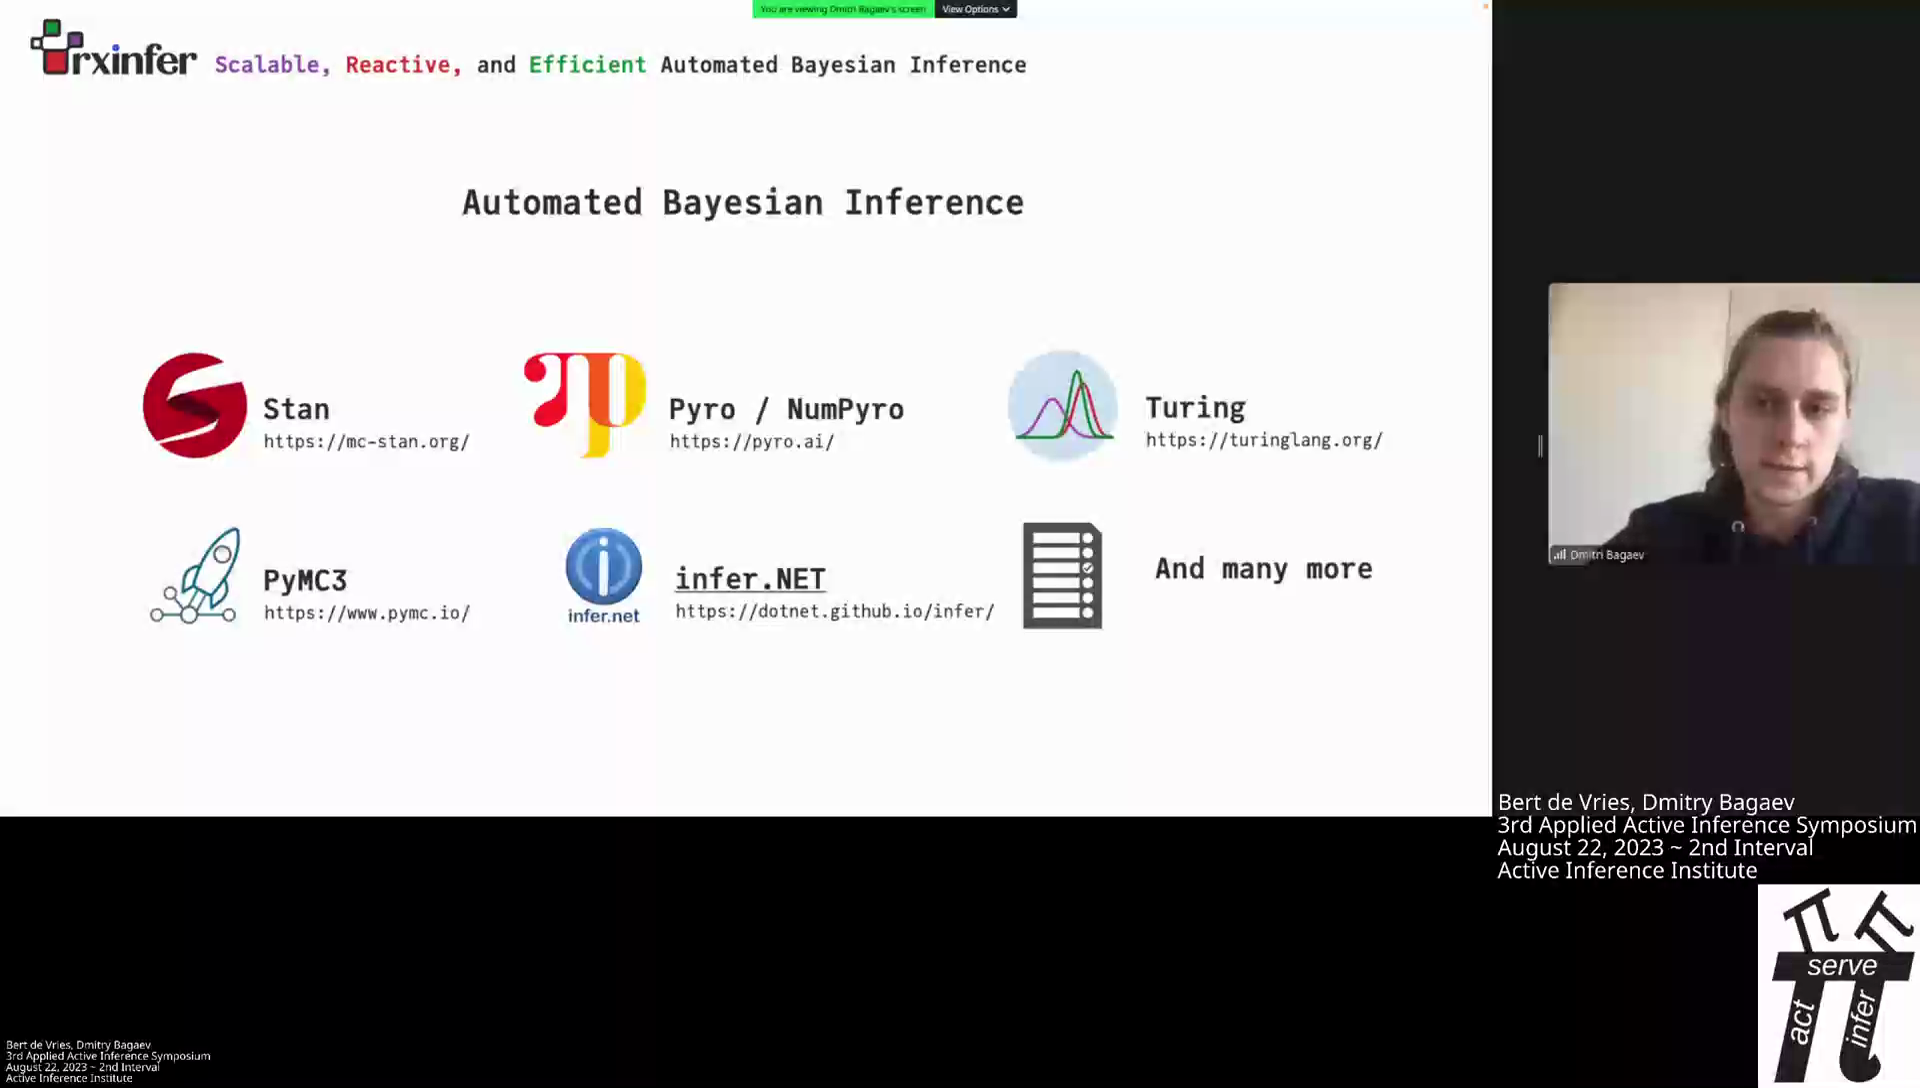 You are viewing Dmitri Bagaev's screen View Options
rxinfer Scalable, Reactive, and Efficient Automated Bayesian Inference
Automated Bayesian Inference
Stan
https://mc-stan.org/
Pyro / NumPyro
https://pyro.ai/
Turing
https://turinglang.org/
PyMC3
https://www.pymc.io/
infer.net
infer.NET
https://dotnet.github.io/infer/
And many more
Dmitri Bagaev
Bert de Vries, Dmitry Bagaev
3rd Applied Active Inference Symposium
August 22, 2023 ~ 2nd Interval
Active Inference Institute
serve
act
infer
Bert de Vries, Dmitry Bagaev
3rd Applied Active Inference Symposium
August 22, 2023 ~ 2nd Interval
Active Inference Institute